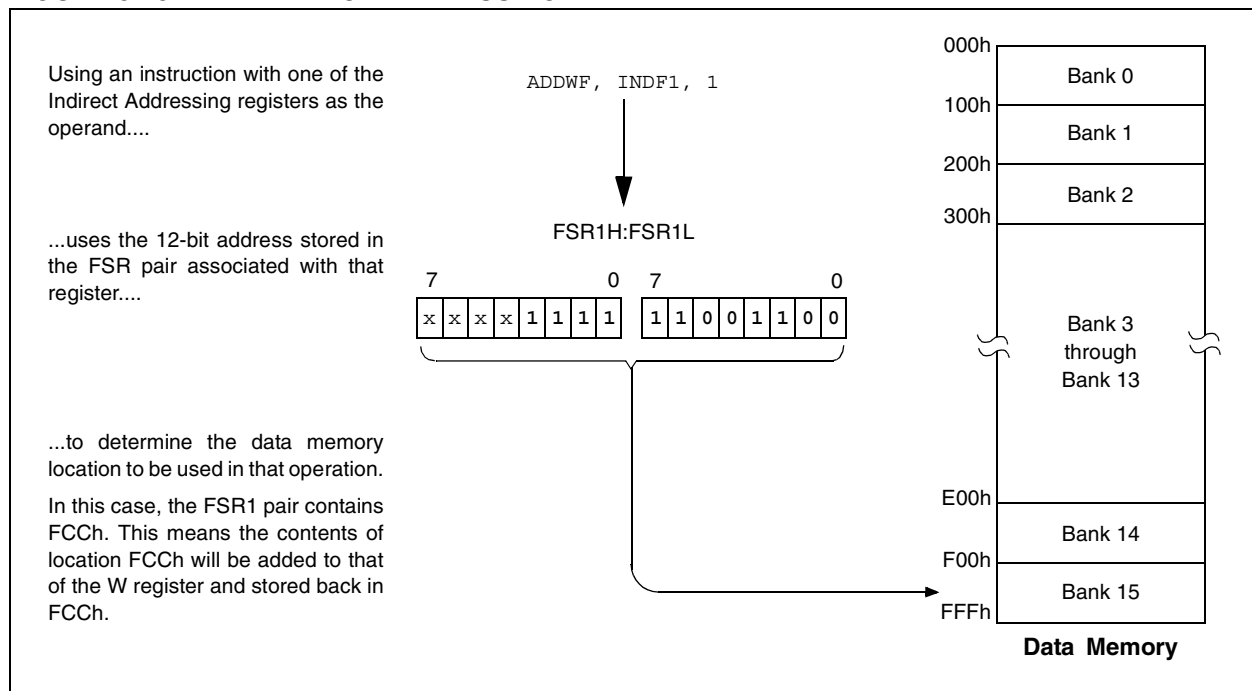 Using an instruction with one of the
Indirect Addressing registers as the
operand....
ADDWF, INDF1, 1
...uses the 12-bit address stored in
the FSR pair associated with that
register....
FSR1H:FSR1L
7 0 7 0
x x x x 1 1 1 1 1 1 0 0 1 1 0 0
...to determine the data memory
location to be used in that operation.
In this case, the FSR1 pair contains
FCCh. This means the contents of
location FCCh will be added to that
of the W register and stored back in
FCCh.
000h
Bank 0
100h
Bank 1
200h
Bank 2
300h
Bank 3
through
Bank 13
E00h
Bank 14
F00h
Bank 15
FFFh
Data Memory